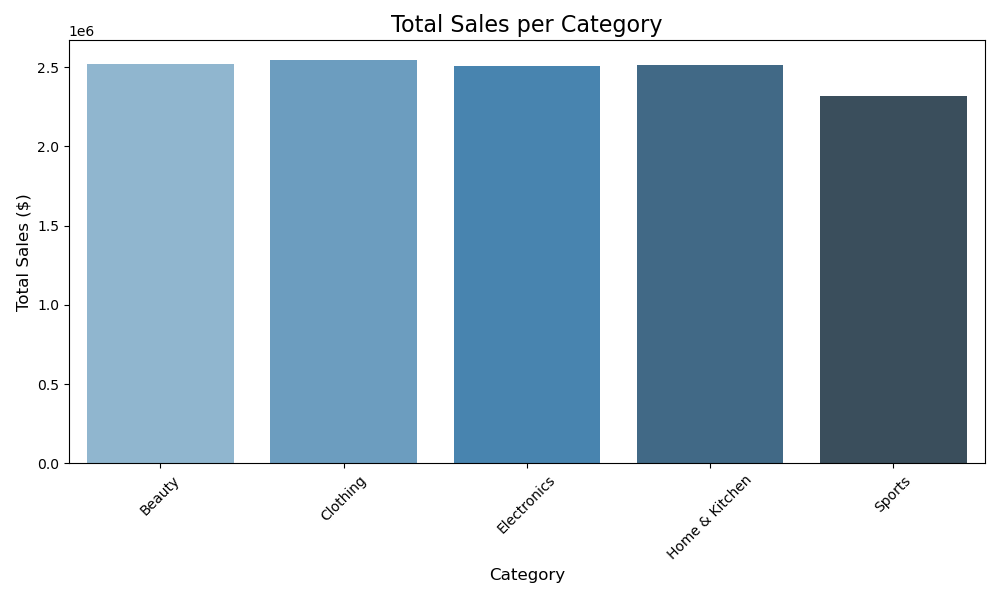 Total Sales per Category
1e6
2.5
2.0
1.5
1.0
0.5
0.0
Total Sales ($)
Beauty
Clothing
Electronics
Home & Kitchen
Sports
Category